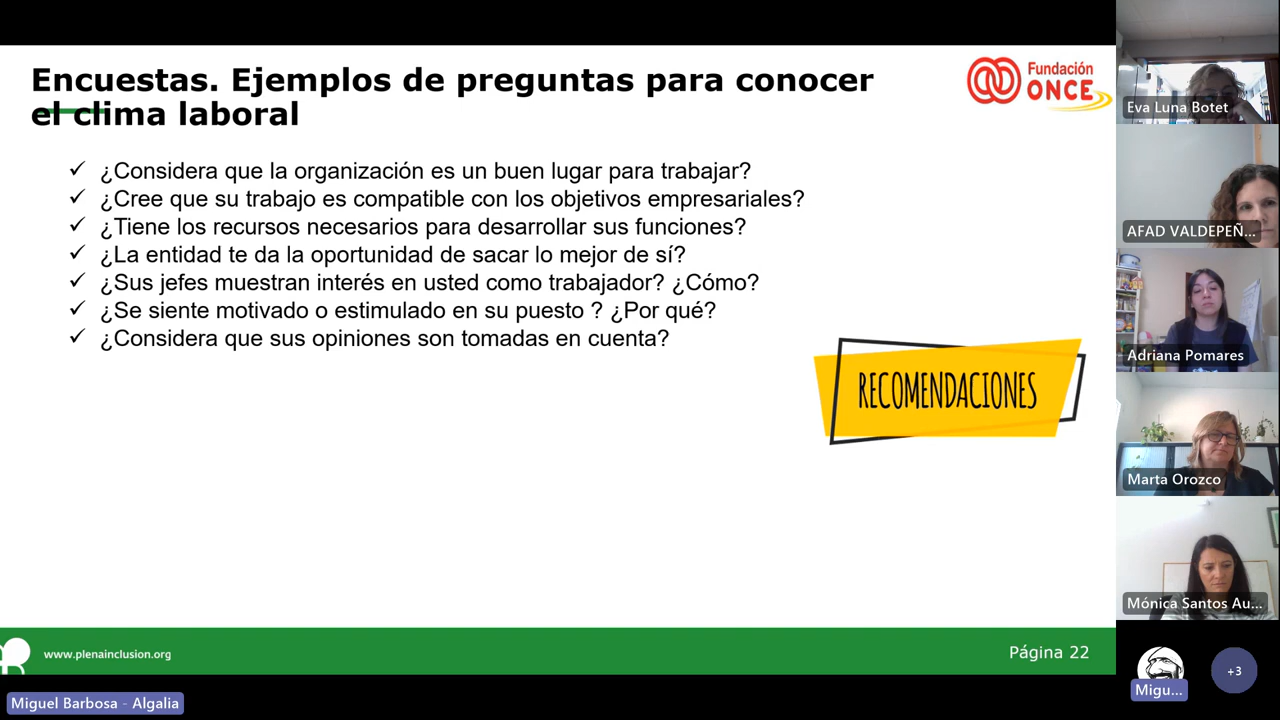 Encuestas. Ejemplos de preguntas para conocer
el clima laboral
Fundación
ONCE
✓ ¿Considera que la organización es un buen lugar para trabajar?
✓ ¿Cree que su trabajo es compatible con los objetivos empresariales?
✓ ¿Tiene los recursos necesarios para desarrollar sus funciones?
✓ ¿La entidad te da la oportunidad de sacar lo mejor de sí?
✓ ¿Sus jefes muestran interés en usted como trabajador? ¿Cómo?
✓ ¿Se siente motivado o estimulado en su puesto ? ¿Por qué?
✓ ¿Considera que sus opiniones son tomadas en cuenta?
RECOMENDACIONES
www.plenainclusion.org
Página 22
Miguel Barbosa - Algalia
Eva Luna Botet
AFAD VALDEPEÑ...
Adriana Pomares
Marta Orozco
Mónica Santos Au...
Migu...
+3